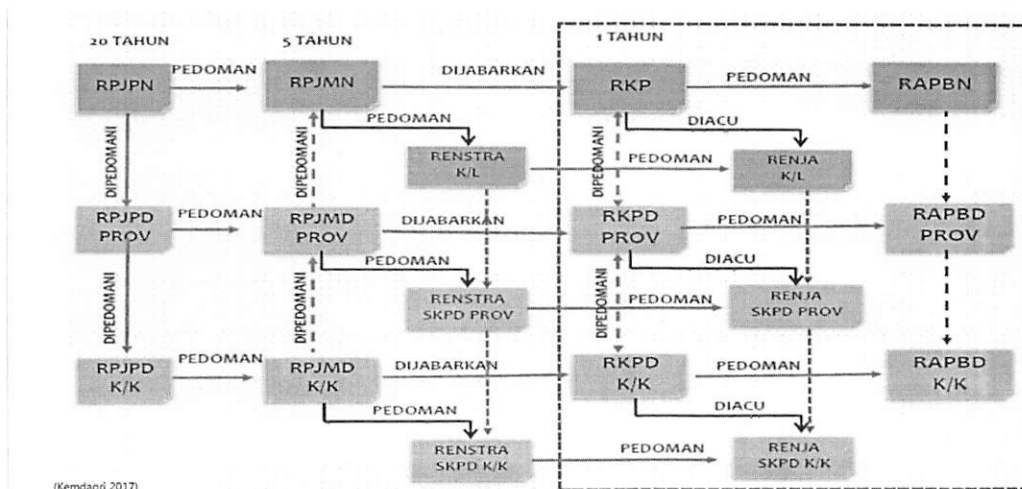 20 TAHUN
5 TAHUN
1 TAHUN
RPJPN
PEDOMAN
RPJMN
DIJABARKAN
RKP
PEDOMAN
RAPBN
PEDOMAN
DIACU
DIPEDOMANI
DIPEDOMANI
DIPEDOMANI
RENSTRA
K/L
PEDOMAN
RENJA
K/L
RPJPD
PROV
PEDOMAN
RPJMD
PROV
DIJABARKAN
RKPD
PROV
PEDOMAN
RAPBD
PROV
PEDOMAN
DIACU
DIPEDOMANI
DIPEDOMANI
DIPEDOMANI
RENSTRA
SKPD PROV
PEDOMAN
RENJA
SKPD PROV
RPJPD
K/K
PEDOMAN
RPJMD
K/K
DIJABARKAN
RKPD
K/K
PEDOMAN
RAPBD
K/K
PEDOMAN
DIACU
RENSTRA
SKPD K/K
PEDOMAN
RENJA
SKPD K/K
(Kemdagri 2017)